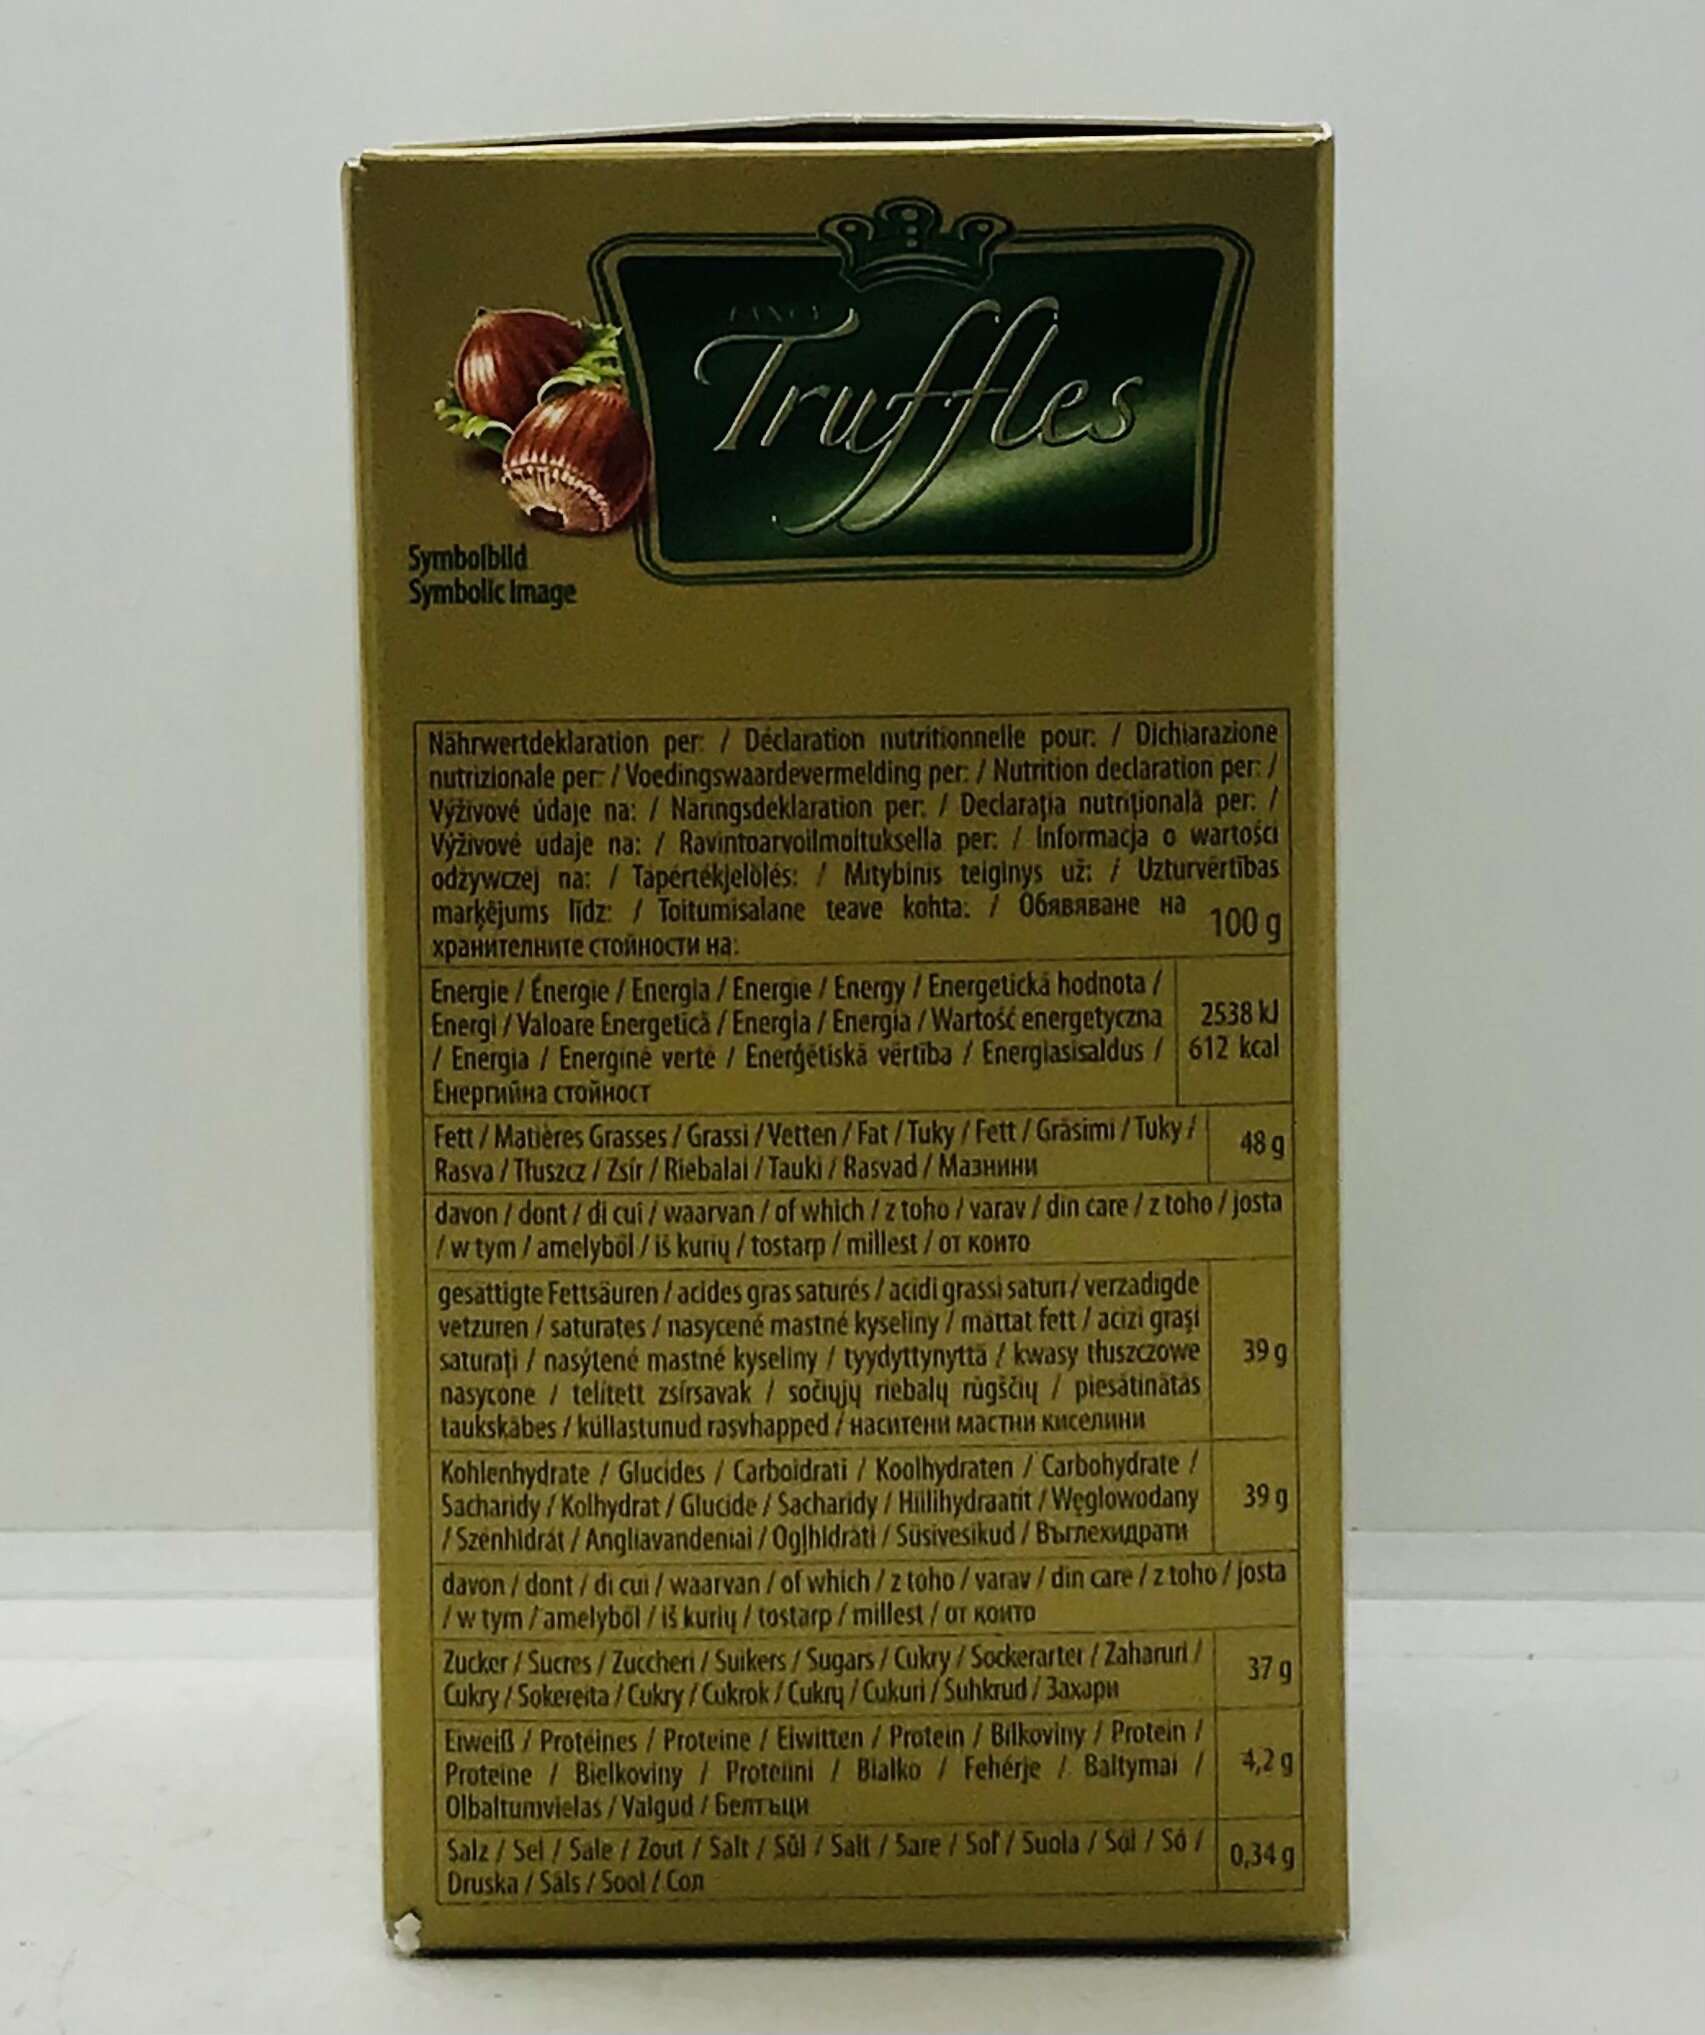 FANCY
Truffles
Symbolbild
Symbolic Image
Nährwertdeklaration per: / Déclaration nutritionnelle pour: / Dichiarazione
nutrizionale per: / Voedingswaardevermelding per: / Nutrition declaration per: /
Výživové údaje na: / Näringsdeklaration per: / Declarația nutrițională per: /
Výživové údaje na: / Ravintoarvoilmoituksella per: / Informacja o wartości
odżywczej na: / Tápértékjelölés: / Mitybinis teiginys už: / Uzturvērtības
marķējums līdz: / Toitumisalane teave kohta: / Обявяване на
хранителните стойности на:
100 g
Energie / Énergie / Energia / Energie / Energy / Energetická hodnota /
Energi / Valoare Energetică / Energia / Energia / Wartość energetyczna
/ Energia / Energinė vertė / Enerģētiskā vērtība / Energiasisaldus /
Енергийна стойност
2538 kJ
612 kcal
Fett / Matières Grasses / Grassi / Vetten / Fat / Tuky / Fett / Grăsimi / Tuky /
Rasva / Tłuszcz / Zsír / Riebalai / Tauki / Rasvad / Мазнини
48 g
davon / dont / di cui / waarvan / of which / z toho / varav / din care / z toho / josta
/ w tym / amelyből / iš kurių / tostarp / millest / от които
gesättigte Fettsäuren / acides gras saturés / acidi grassi saturi / verzadigde
vetzuren / saturates / nasycené mastné kyseliny / mättat fett / acizi grași
saturați / nasýtené mastné kyseliny / tyydyttynyttä / kwasy tłuszczowe
nasycone / telített zsírsavak / sočiųjų riebalų rūgščių / piesātinātās
taukskābes / küllastunud rasvhapped / наситени мастни киселини
39 g
Kohlenhydrate / Glucides / Carboidrati / Koolhydraten / Carbohydrate /
Sacharidy / Kolhydrat / Glucide / Sacharidy / Hiilihydraatit / Węglowodany
/ Szénhidrát / Angliavandeniai / Ogļhidrāti / Süsivesikud / Въглехидрати
39 g
davon / dont / di cui / waarvan / of which / z toho / varav / din care / z toho / josta
/ w tym / amelyből / iš kurių / tostarp / millest / от които
Zucker / Sucres / Zuccheri / Suikers / Sugars / Cukry / Sockerarter / Zaharuri /
Cukry / Sokereita / Cukry / Cukrok / Cukrų / Cukuri / Suhkrud / Захари
37 g
Eiweiß / Protéines / Proteine / Eiwitten / Protein / Bílkoviny / Protein /
Proteine / Bielkoviny / Proteiini / Białko / Fehérje / Baltymai /
Olbaltumvielas / Valgud / Белтъци
4,2 g
Salz / Sel / Sale / Zout / Salt / Sůl / Salt / Sare / Soľ / Suola / Sól / Só /
Druska / Sāls / Sool / Сол
0,34 g